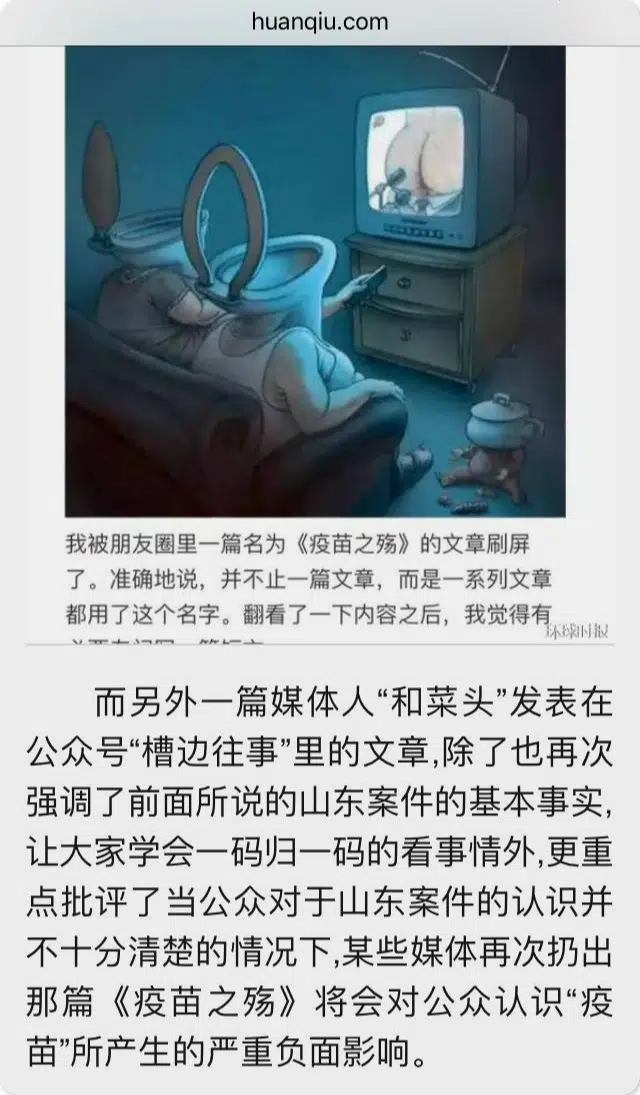 huanqiu.com
我被朋友圈里一篇名为《疫苗之殇》的文章刷屏
了。准确地说，并不止一篇文章，而是一系列文章
都用了这个名字。翻看了一下内容之后，我觉得有
环球时报
而另外一篇媒体人“和菜头”发表在
公众号“槽边往事”里的文章,除了也再次
强调了前面所说的山东案件的基本事实,
让大家学会一码归一码的看事情外,更重
点批评了当公众对于山东案件的认识并
不十分清楚的情况下,某些媒体再次扔出
那篇《疫苗之殇》将会对公众认识“疫
苗”所产生的严重负面影响。